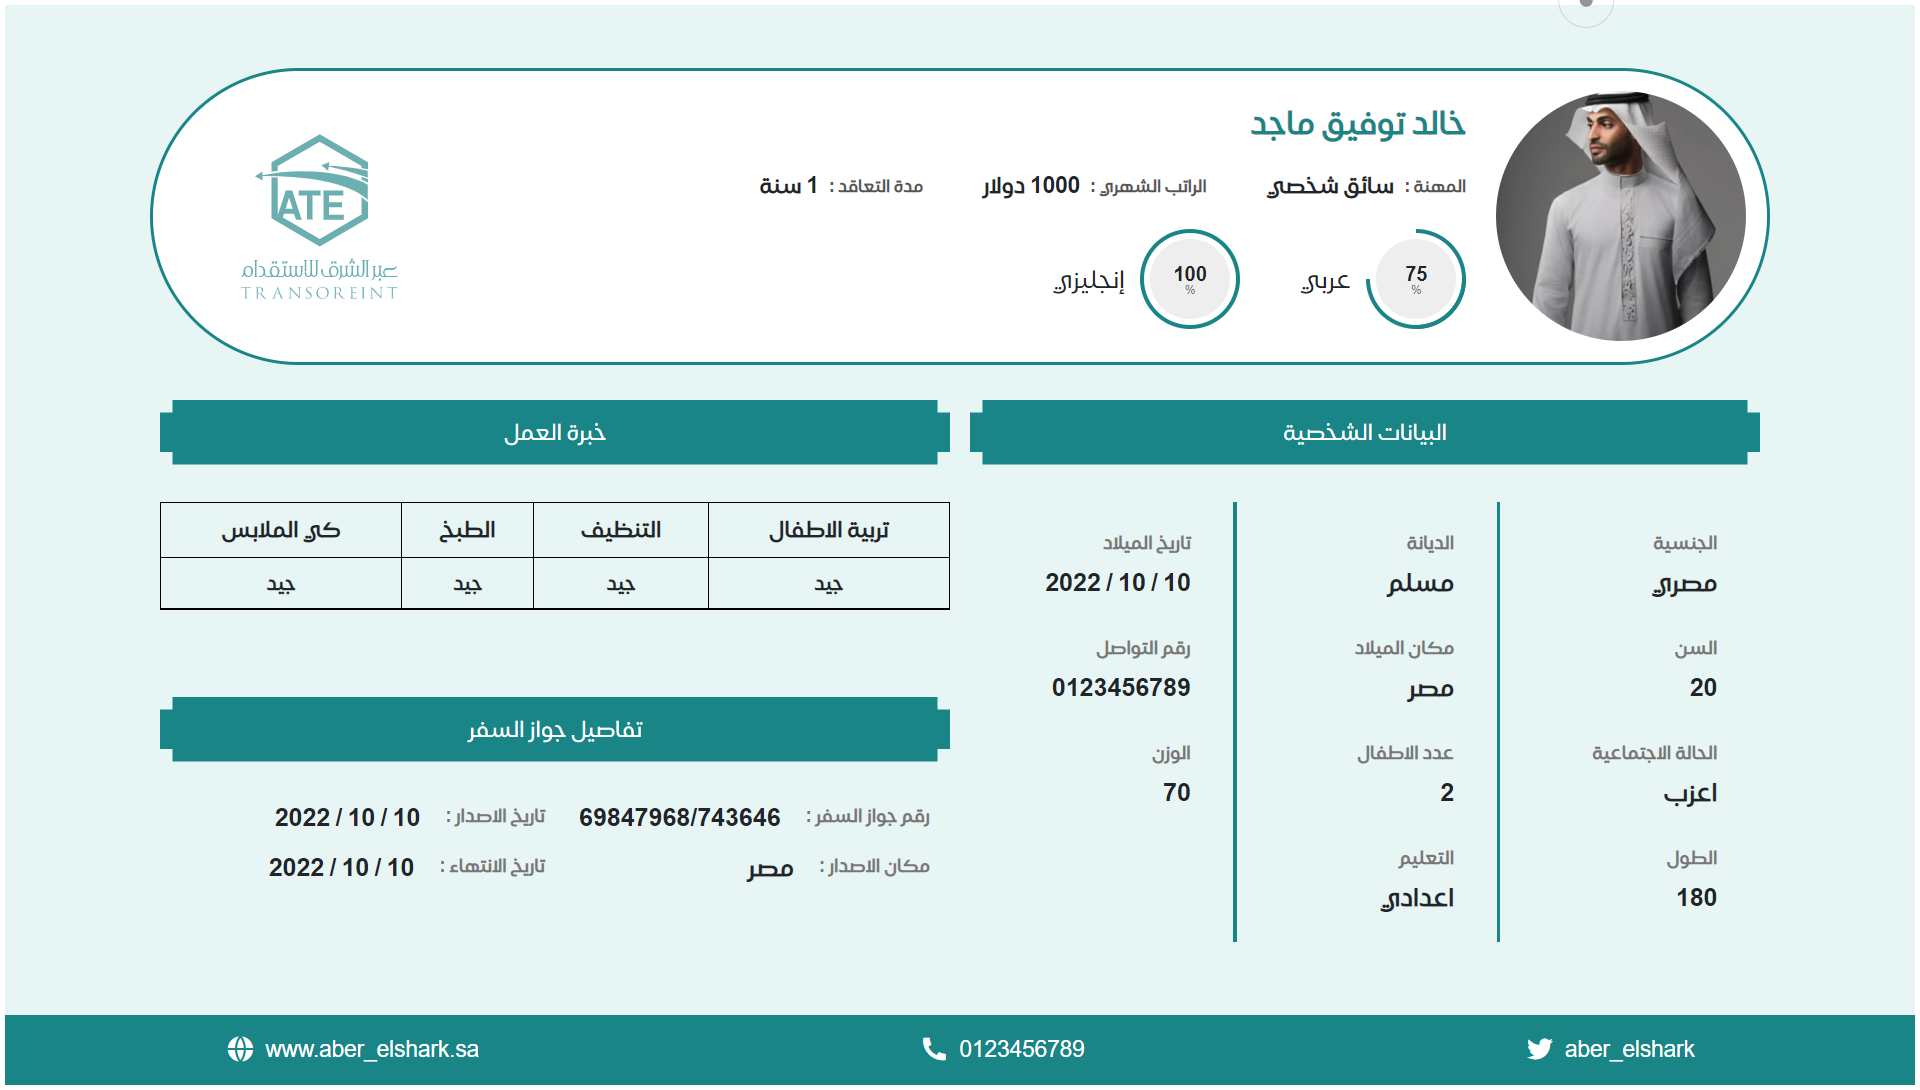 خالد توفيق ماجد
المهنة : سائق شخصي
الراتب الشهري : 1000 دولار
مدة التعاقد : 1 سنة
75
%
عربي
100
%
إنجليزي
ATE
عبر الشرق للاستقدام
TRANSOREINT
البيانات الشخصية
الجنسية
مصري
السن
20
الحالة الاجتماعية
اعزب
الطول
180
الديانة
مسلم
مكان الميلاد
مصر
عدد الاطفال
2
التعليم
اعدادي
تاريخ الميلاد
2022 / 10 / 10
رقم التواصل
0123456789
الوزن
70
خبرة العمل
تربية الاطفال التنظيف الطبخ كي الملابس
جيد جيد جيد جيد
تفاصيل جواز السفر
رقم جواز السفر : 69847968/743646
تاريخ الاصدار : 2022 / 10 / 10
مكان الاصدار : مصر
تاريخ الانتهاء : 2022 / 10 / 10
aber_elshark
0123456789
www.aber_elshark.sa